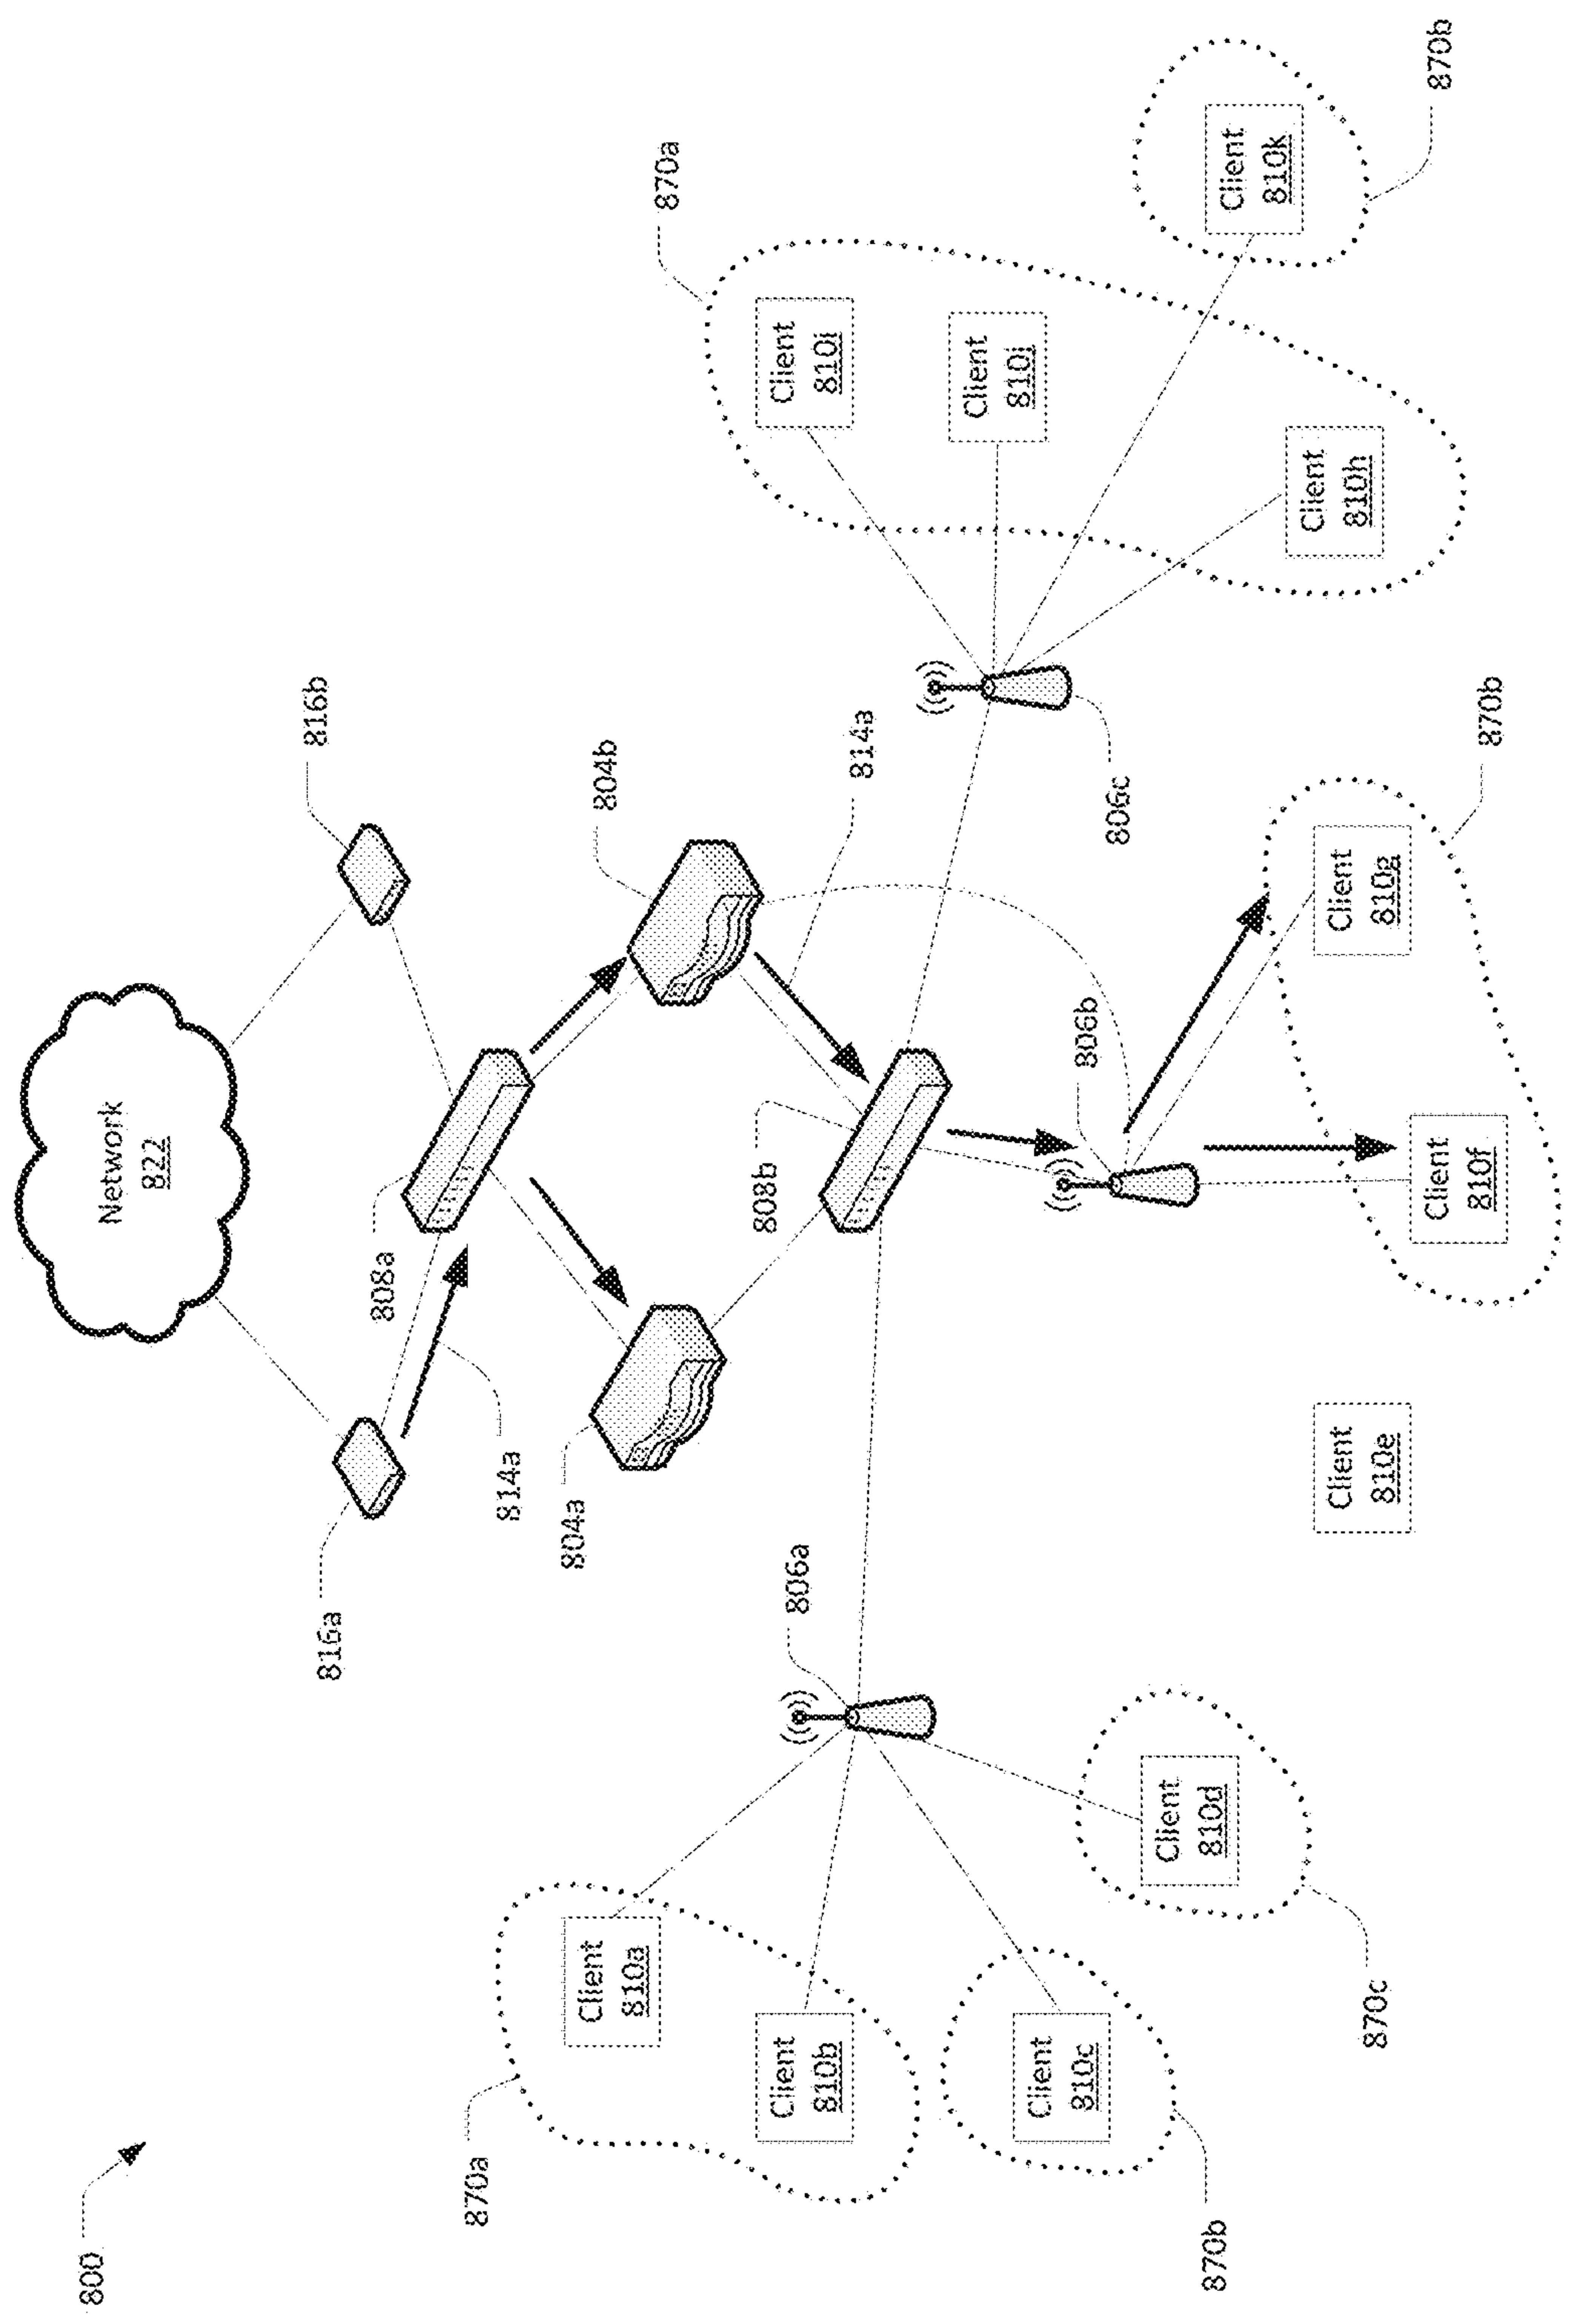 800
Network
822
816a
816b
808a
870a
814a
804a
804b
Client
810a
870a
808b
Client
810b
806a
Client
810i
814a
Client
810j
Client
810c
806b
806c
Client
810d
870b
Client
810k
Client
810h
Client
810e
Client
810g
870c
870b
Client
810f
870b